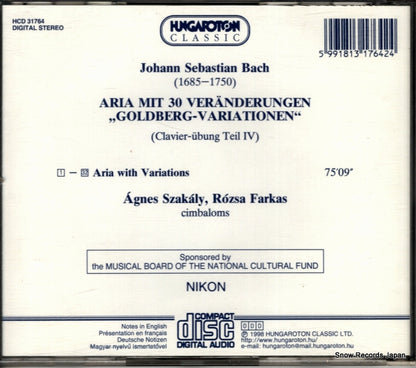 HCD 31764
DIGITAL STEREO
HUNGAROTON
CLASSIC
5 991813 176424
Johann Sebastian Bach
(1685–1750)
ARIA MIT 30 VERÄNDERUNGEN
„GOLDBERG-VARIATIONEN“
(Clavier-übung Teil IV)
1 – Aria with Variations 75'09"
Ágnes Szakály, Rózsa Farkas
cimbaloms
Sponsored by
the MUSICAL BOARD OF THE NATIONAL CULTURAL FUND
NIKON
Notes in English
Présentation en français
Deutsche Notizen
Magyar nyelvű ismertetővel
COMPACT
disc
DIGITAL AUDIO
DDD
℗ 1998 HUNGAROTON CLASSIC LTD.
http://www.hungaroton.hu
e-mail: hungaroton@mail.hungaroton.hu
Snow Records Japan